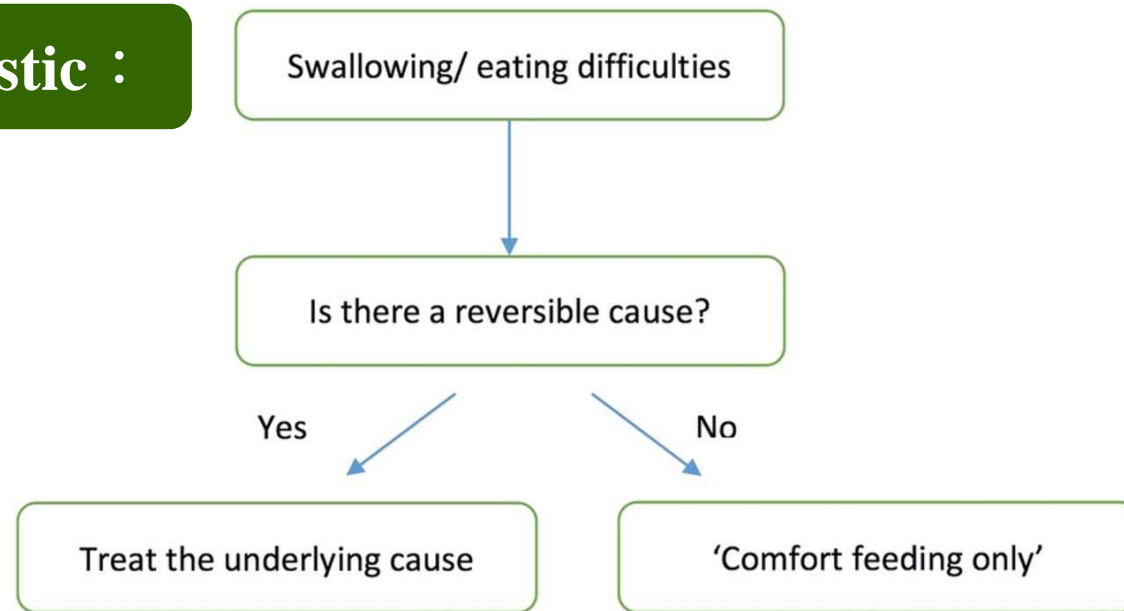 stic：
Swallowing/ eating difficulties
Is there a reversible cause?
Yes
No
Treat the underlying cause
‘Comfort feeding only’